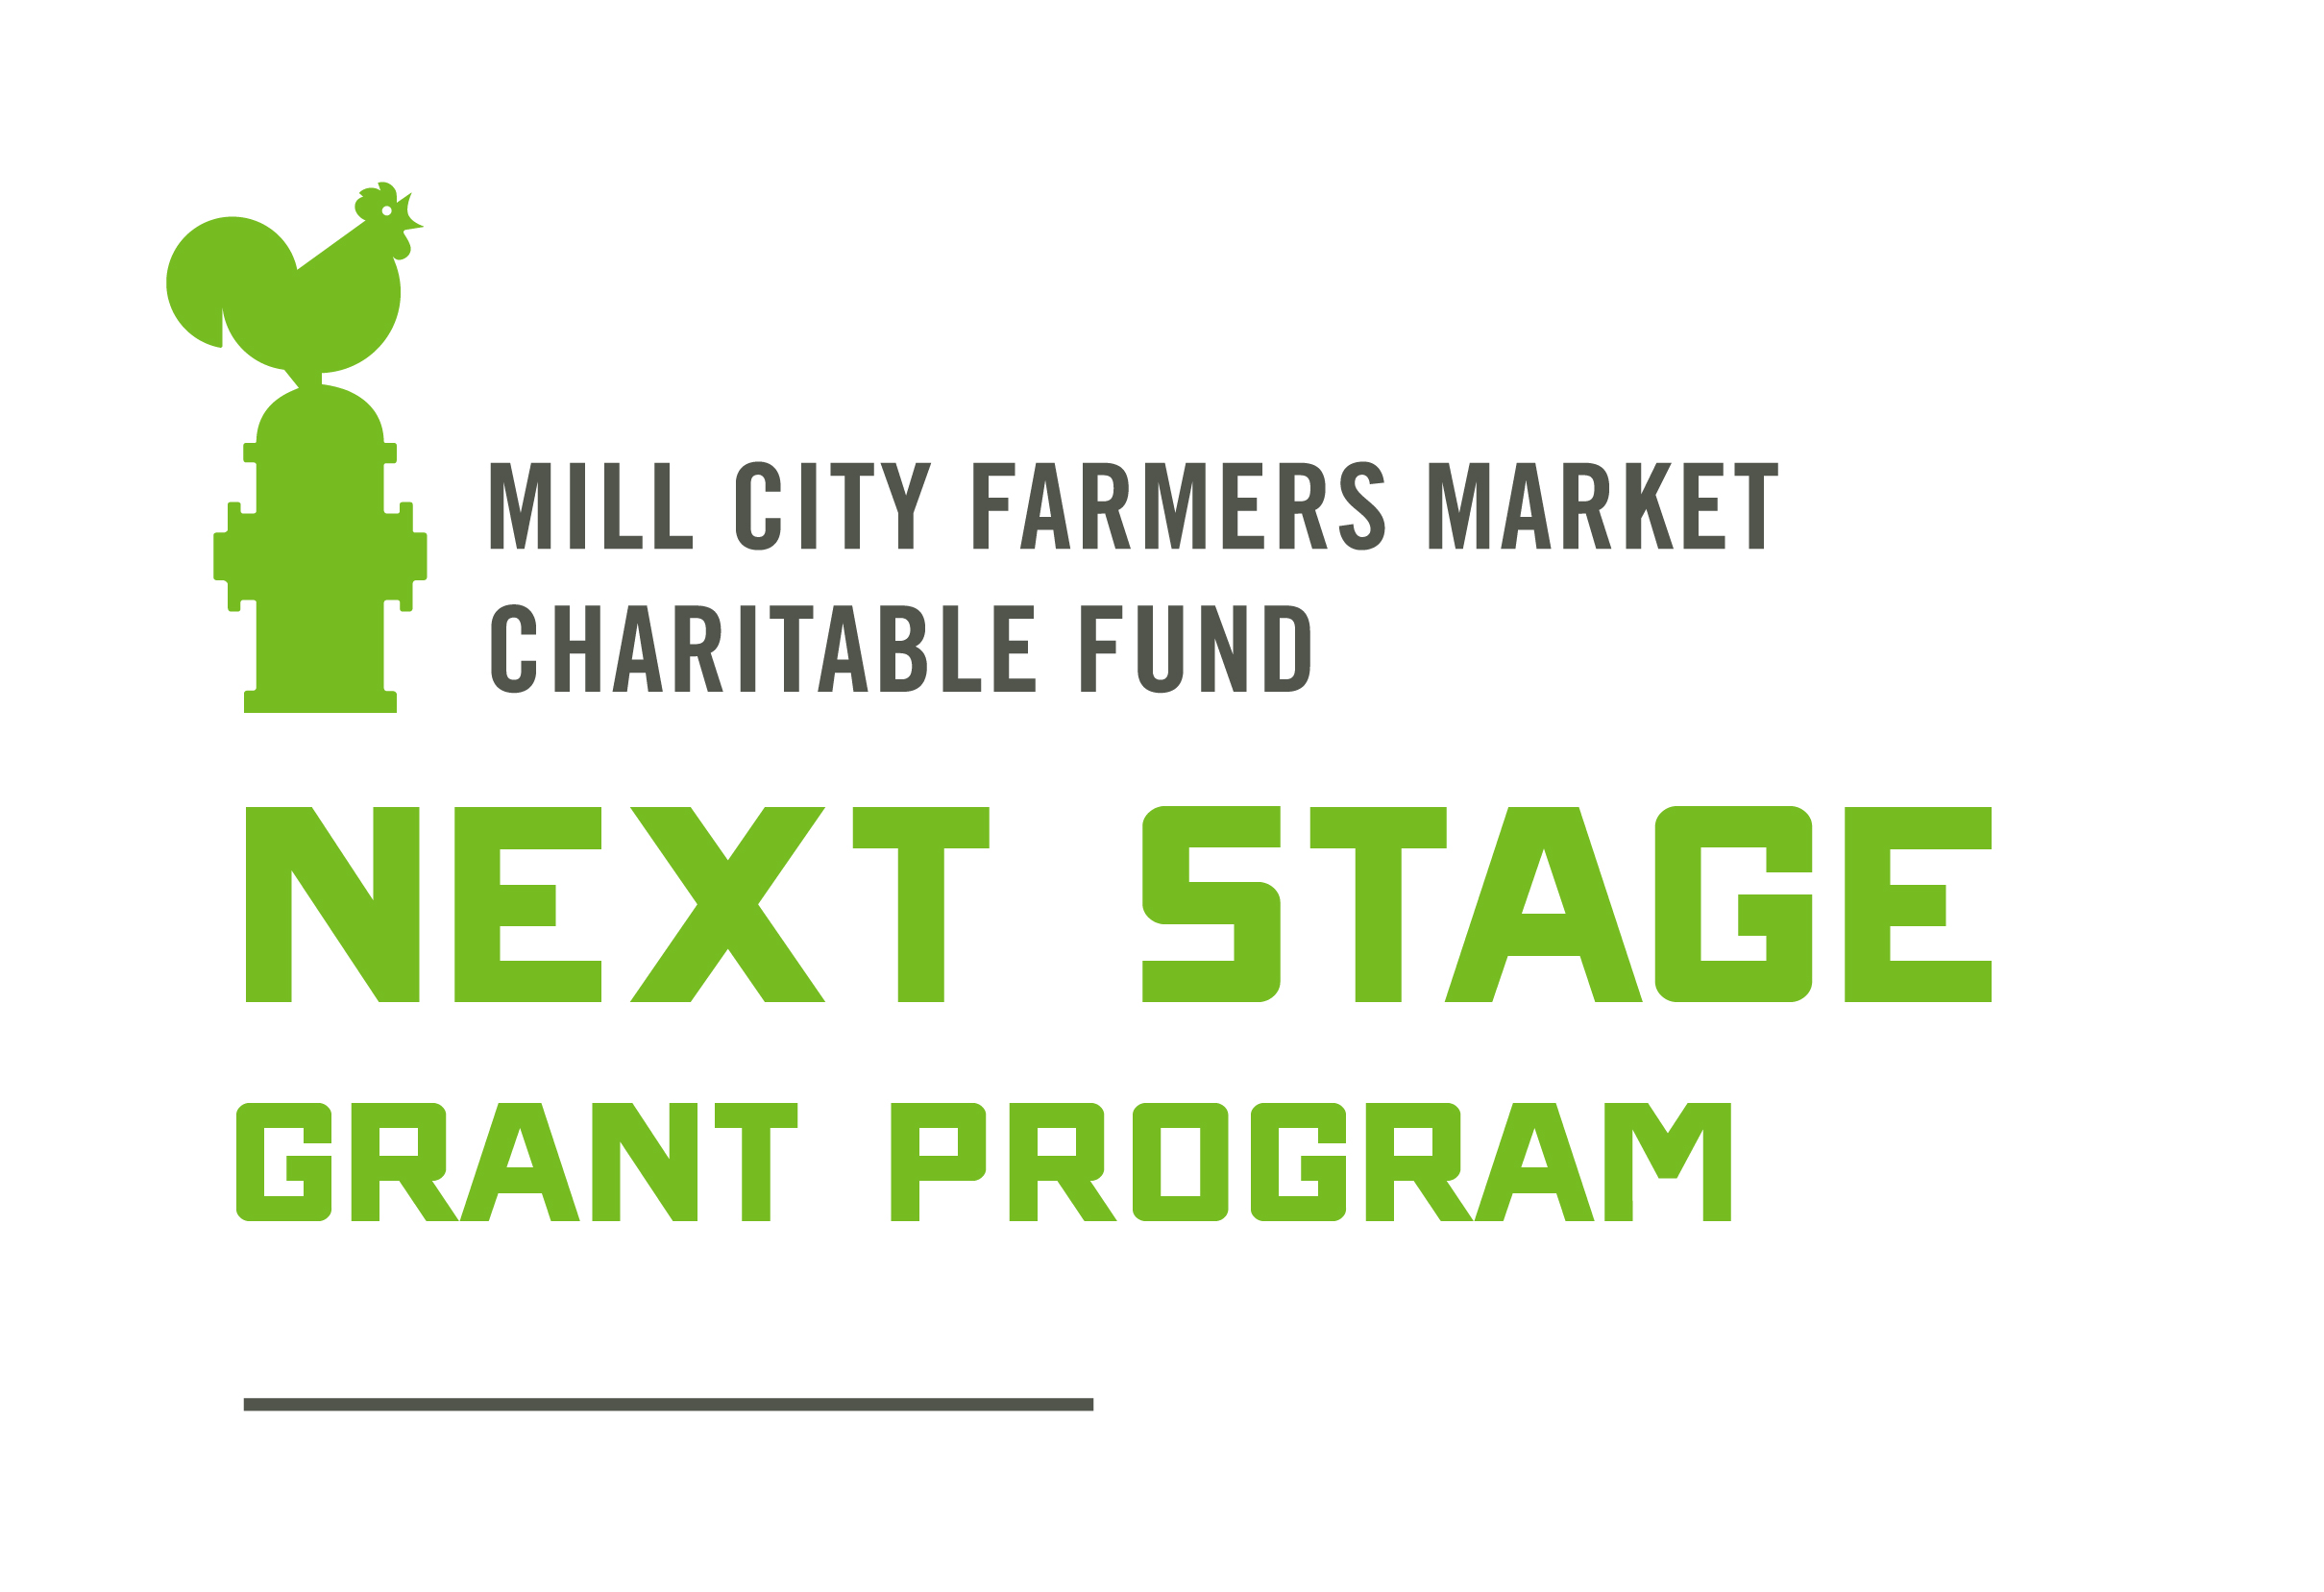 MILL CITY FARMERS MARKET
CHARITABLE FUND
NEXT STAGE
GRANT PROGRAM